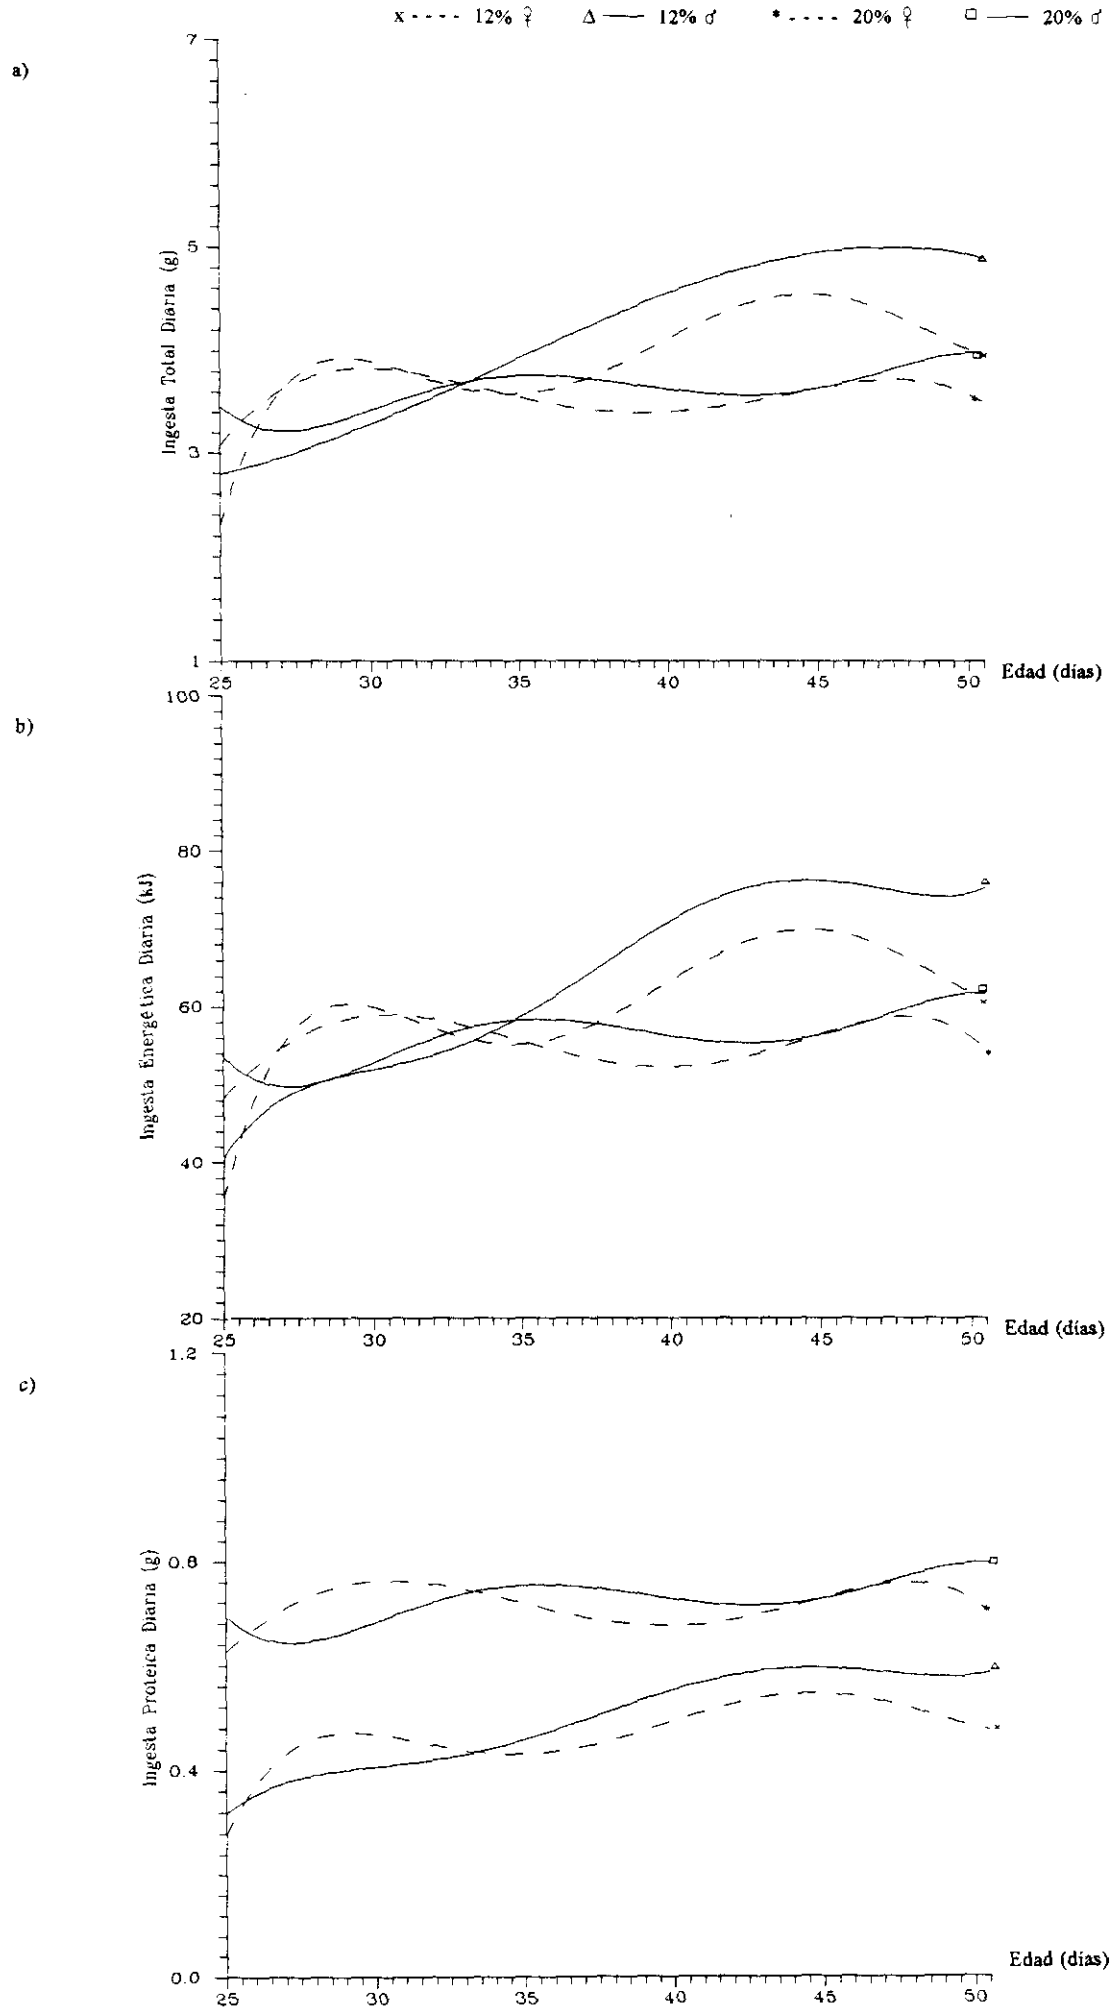 x - - - - 12% ♀ Δ —— 12% ♂ * - - - - 20% ♀ □ —— 20% ♂
a)
Ingesta Total Diaria (g)
7
5
3
1
25 30 35 40 45 50 Edad (días)
b)
Ingesta Energética Diaria (kJ)
100
80
60
40
20
25 30 35 40 45 50 Edad (días)
c)
Ingesta Proteica Diaria (g)
1.2
0.8
0.4
0.0
25 30 35 40 45 50 Edad (días)